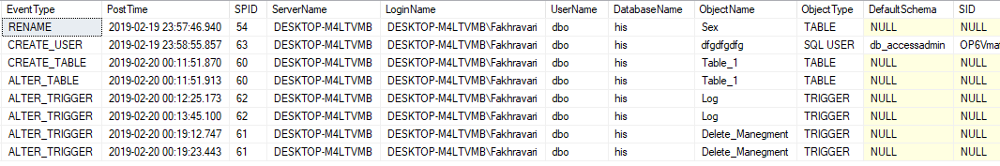 EventType PostTime SPID ServerName LoginName UserName DatabaseName ObjectName ObjectType DefaultSchema SID
RENAME 2019-02-19 23:57:46.940 54 DESKTOP-M4LTVMB DESKTOP-M4LTVMB\Fakhravari dbo his Sex TABLE NULL NULL
CREATE_USER 2019-02-19 23:58:55.857 63 DESKTOP-M4LTVMB DESKTOP-M4LTVMB\Fakhravari dbo his dfgdfgdfg SQL USER db_accessadmin
CREATE_TABLE 2019-02-20 00:11:51.870 60 DESKTOP-M4LTVMB DESKTOP-M4LTVMB\Fakhravari dbo his Table_1 TABLE NULL NULL
ALTER_TABLE 2019-02-20 00:11:51.913 60 DESKTOP-M4LTVMB DESKTOP-M4LTVMB\Fakhravari dbo his Table_1 TABLE NULL NULL
ALTER_TRIGGER 2019-02-20 00:12:25.173 62 DESKTOP-M4LTVMB DESKTOP-M4LTVMB\Fakhravari dbo his Log TRIGGER NULL NULL
ALTER_TRIGGER 2019-02-20 00:13:45.100 62 DESKTOP-M4LTVMB DESKTOP-M4LTVMB\Fakhravari dbo his Log TRIGGER NULL NULL
ALTER_TRIGGER 2019-02-20 00:19:12.747 61 DESKTOP-M4LTVMB DESKTOP-M4LTVMB\Fakhravari dbo his Delete_Manegment TRIGGER NULL NULL
ALTER_TRIGGER 2019-02-20 00:19:23.443 61 DESKTOP-M4LTVMB DESKTOP-M4LTVMB\Fakhravari dbo his Delete_Manegment TRIGGER NULL NULL